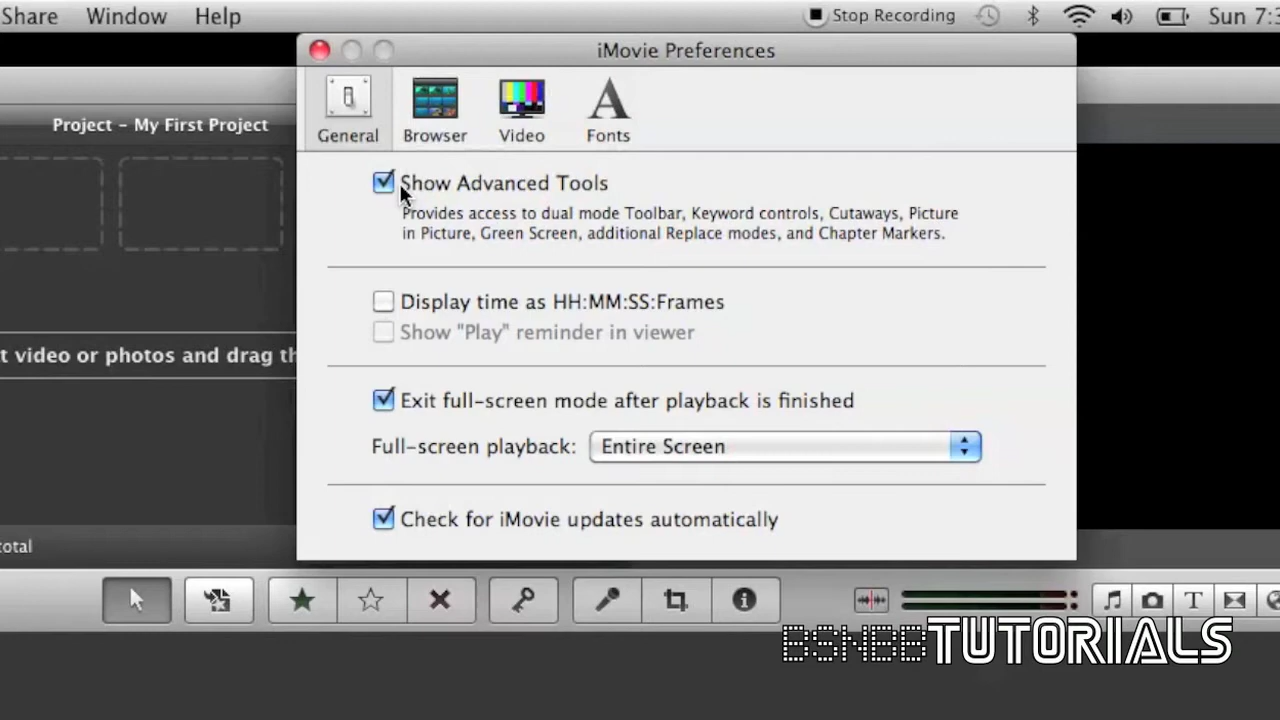 Share Window Help Stop Recording Sun 7:3
iMovie Preferences
General Browser Video Fonts
Project - My First Project
Show Advanced Tools
Provides access to dual mode Toolbar, Keyword controls, Cutaways, Picture
in Picture, Green Screen, additional Replace modes, and Chapter Markers.
Display time as HH:MM:SS:Frames
Show "Play" reminder in viewer
t video or photos and drag th
Exit full-screen mode after playback is finished
Full-screen playback: Entire Screen
Check for iMovie updates automatically
total
BSNBBTUTORIALS